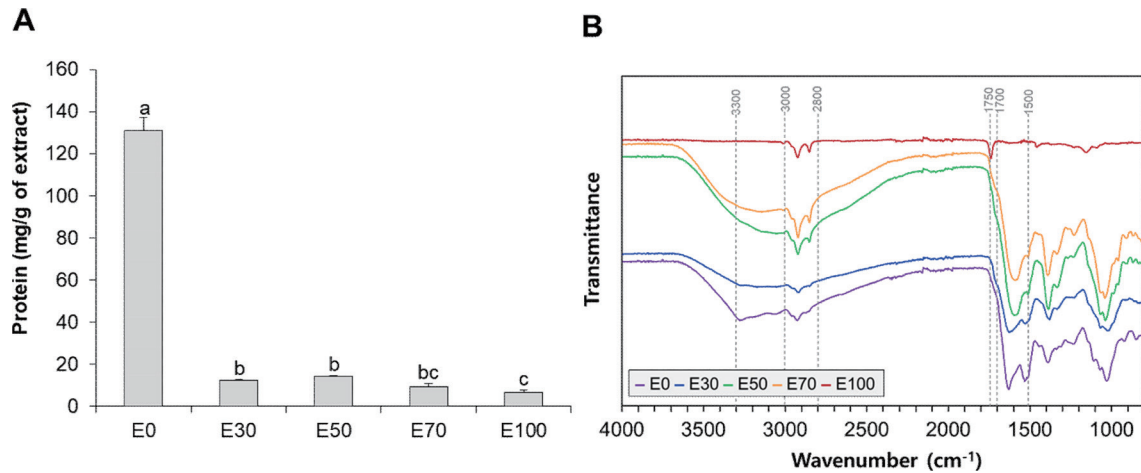 A
Protein (mg/g of extract)
160
140
120
100
80
60
40
20
0
a
b
b
bc
c
E0 E30 E50 E70 E100
B
Transmittance
3300 3000 2800 1750 1700 1500
E0 E30 E50 E70 E100
4000 3500 3000 2500 2000 1500 1000
Wavenumber (cm⁻¹)